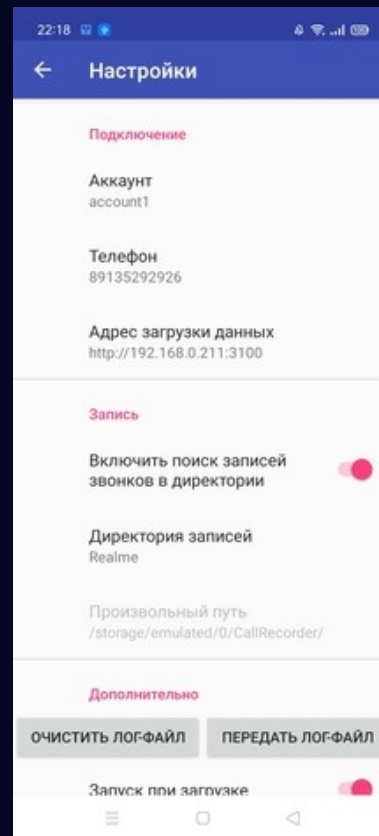 22:18
Настройки
Подключение
Аккаунт
account1
Телефон
89135292926
Адрес загрузки данных
http://192.168.0.211:3100
Запись
Включить поиск записей
звонков в директории
Директория записей
Realme
Произвольный путь
/storage/emulated/0/CallRecorder/
Дополнительно
ОЧИСТИТЬ ЛОГ-ФАЙЛ ПЕРЕДАТЬ ЛОГ-ФАЙЛ
Запуск при загрузке